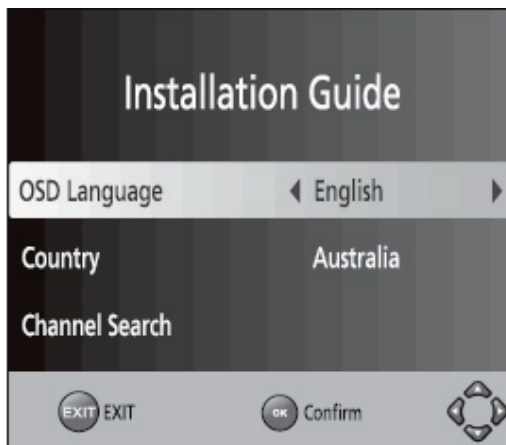 Installation Guide
OSD Language English
Country Australia
Channel Search
EXIT EXIT OK Confirm